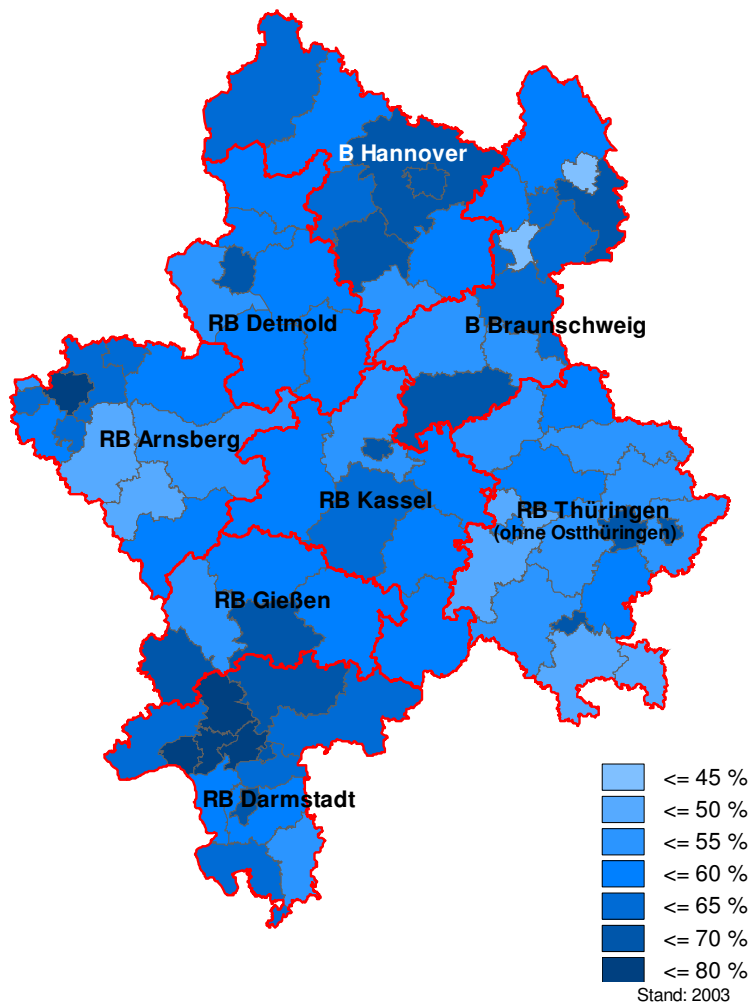 B Hannover
RB Detmold
B Braunschweig
RB Arnsberg
RB Kassel
RB Thüringen
(ohne Ostthüringen)
RB Gießen
RB Darmstadt
<= 45 %
<= 50 %
<= 55 %
<= 60 %
<= 65 %
<= 70 %
<= 80 %
Stand: 2003